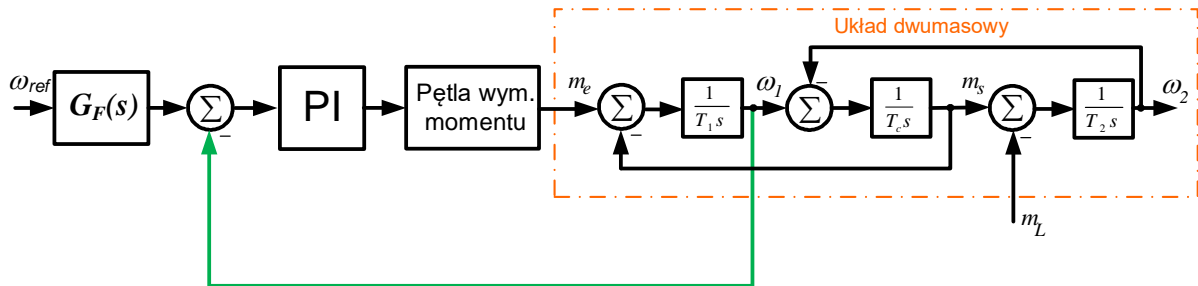 Układ dwumasowy
ω_ref
G_F(s)
Σ
−
PI
Pętla wym.
momentu
m_e
Σ
−
1
T_1 s
ω_1
Σ
−
1
T_c s
m_s
Σ
−
1
T_2 s
ω_2
m_L